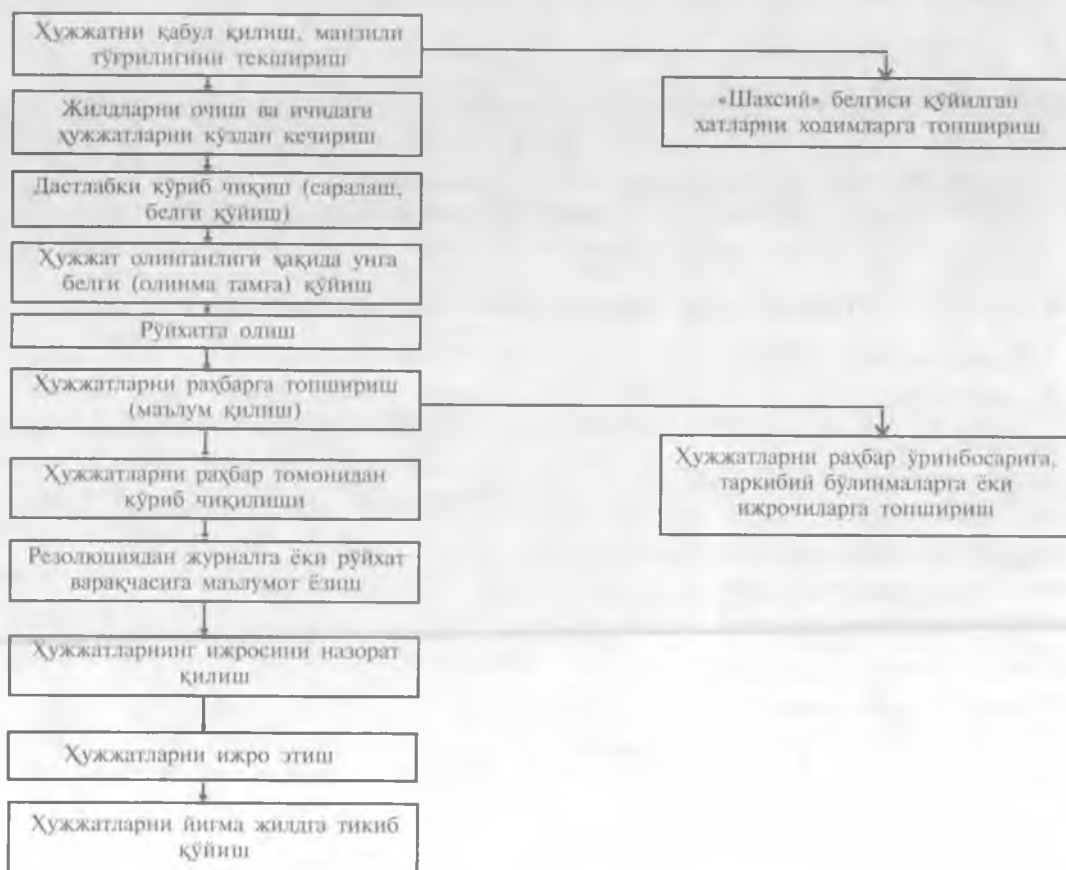 Ҳужжатни қабул қилиш, манзили
тўғрилигини текшириш
«Шахсий» белгиси қўйилган
хатларни ходимларга топшириш
Жилдларни очиш ва ичидаги
ҳужжатларни кўздан кечириш
Дастлабки кўриб чиқиш (саралаш,
белги қўйиш)
Ҳужжат олинганлиги ҳақида унга
белги (олинма тамға) қўйиш
Рўйхатга олиш
Ҳужжатларни раҳбарга топшириш
(маълум қилиш)
Ҳужжатларни раҳбар ўринбосарига,
таркибий бўлинмаларга ёки
ижрочиларга топшириш
Ҳужжатларни раҳбар томонидан
кўриб чиқилиши
Резолюциядан журналга ёки рўйхат
варақчасига маълумот ёзиш
Ҳужжатларнинг ижросини назорат
қилиш
Ҳужжатларни ижро этиш
Ҳужжатларни йиғма жилдга тикиб
қўйиш